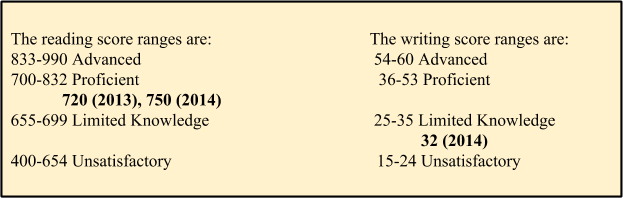 The reading score ranges are:
833-990 Advanced
700-832 Proficient
720 (2013), 750 (2014)
655-699 Limited Knowledge
400-654 Unsatisfactory
The writing score ranges are:
54-60 Advanced
36-53 Proficient
25-35 Limited Knowledge
32 (2014)
15-24 Unsatisfactory